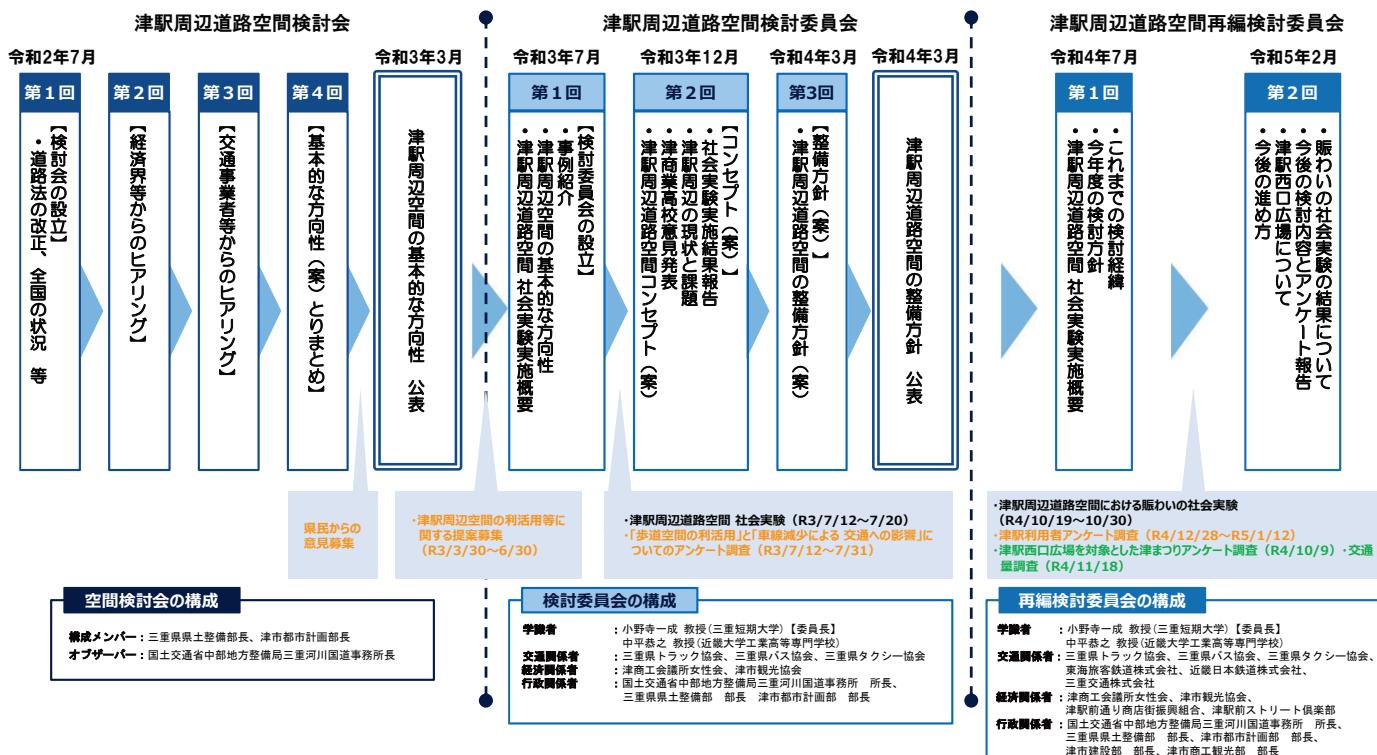 津駅周辺道路空間検討会
令和2年7月
第1回
【検討会の設立】
・道路法の改正、全国の状況 等
第2回
【経済界等からのヒアリング】
第3回
【交通事業者等からのヒアリング】
第4回
【基本的な方向性（案）とりまとめ】
令和3年3月
津駅周辺空間の基本的な方向性 公表
県民からの
意見募集
・津駅周辺空間の利活用等に
関する提案募集
（R3/3/30～6/30）
空間検討会の構成
構成メンバー：三重県県土整備部長、津市都市計画部長
オブザーバー：国土交通省中部地方整備局三重河川国道事務所長
津駅周辺道路空間検討委員会
令和3年7月
第1回
【検討委員会の設立】
・事例紹介
・津駅周辺空間の基本的な方向性
・津駅周辺道路空間 社会実験実施概要
令和3年12月
第2回
【コンセプト（案）】
・社会実験実施結果報告
・津駅周辺の現状と課題
・津商業高校意見発表
・津駅周辺道路空間コンセプト（案）
令和4年3月
第3回
【整備方針（案）】
・津駅周辺道路空間の整備方針（案）
令和4年3月
津駅周辺道路空間の整備方針 公表
・津駅周辺道路空間 社会実験（R3/7/12～7/20）
・「歩道空間の利活用」と「車線減少による 交通への影響」に
ついてのアンケート調査（R3/7/12～7/31）
検討委員会の構成
学識者 ：小野寺一成 教授(三重短期大学)【委員長】
中平恭之 教授(近畿大学工業高等専門学校)
交通関係者 ：三重県トラック協会、三重県バス協会、三重県タクシー協会
経済関係者 ：津商工会議所女性会、津市観光協会
行政関係者 ：国土交通省中部地方整備局三重河川国道事務所 所長、
三重県県土整備部 部長 津市都市計画部 部長
津駅周辺道路空間再編検討委員会
令和4年7月
第1回
・これまでの検討経緯
・今年度の検討方針
・津駅周辺道路空間 社会実験実施概要
令和5年2月
第2回
・賑わいの社会実験の結果について
・今後の検討内容とアンケート報告
・津駅西口広場について
・今後の進め方
・津駅周辺道路空間における賑わいの社会実験
（R4/10/19～10/30）
・津駅利用者アンケート調査（R4/12/28～R5/1/12）
・津駅西口広場を対象とした津まつりアンケート調査（R4/10/9）・交通
量調査（R4/11/18）
再編検討委員会の構成
学識者 ：小野寺一成 教授(三重短期大学)【委員長】
中平恭之 教授(近畿大学工業高等専門学校)
交通関係者：三重県トラック協会、三重県バス協会、三重県タクシー協会、
東海旅客鉄道株式会社、近畿日本鉄道株式会社、
三重交通株式会社
経済関係者：津商工会議所女性会、津市観光協会、
津駅前通り商店街振興組合、津駅前ストリート倶楽部
行政関係者：国土交通省中部地方整備局三重河川国道事務所 所長、
三重県県土整備部 部長、津市都市計画部 部長、
津市建設部 部長、津市商工観光部 部長